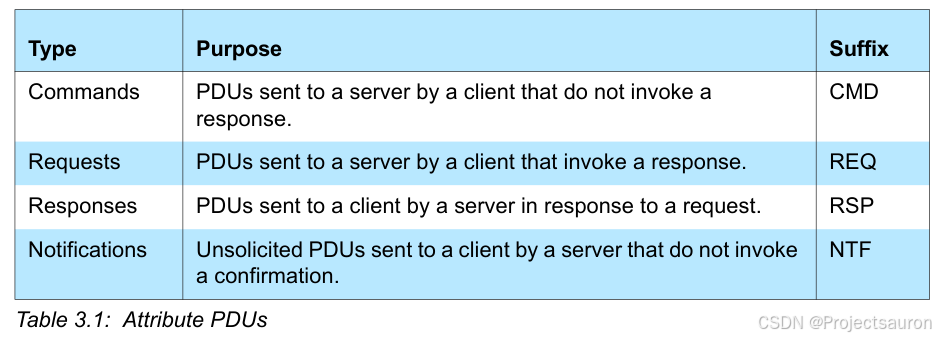 Type Purpose Suffix
Commands PDUs sent to a server by a client that do not invoke a CMD
response.
Requests PDUs sent to a server by a client that invoke a response. REQ
Responses PDUs sent to a client by a server in response to a request. RSP
Notifications Unsolicited PDUs sent to a client by a server that do not invoke NTF
a confirmation.
Table 3.1: Attribute PDUs
CSDN @Projectsauron